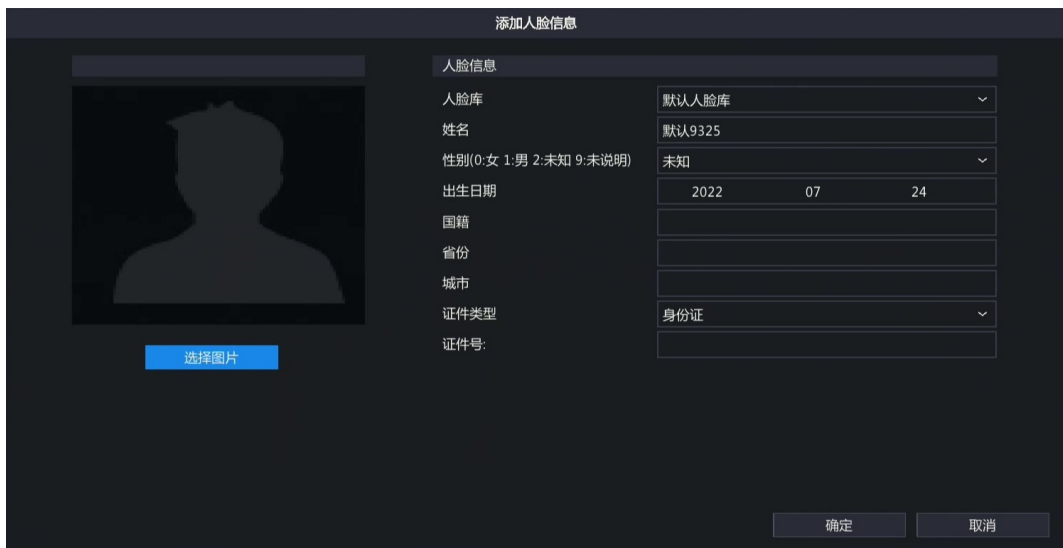 添加人脸信息
人脸信息
人脸库 默认人脸库
姓名 默认9325
性别(0:女 1:男 2:未知 9:未说明) 未知
出生日期 2022 07 24
国籍
省份
城市
证件类型 身份证
证件号:
选择图片
确定 取消